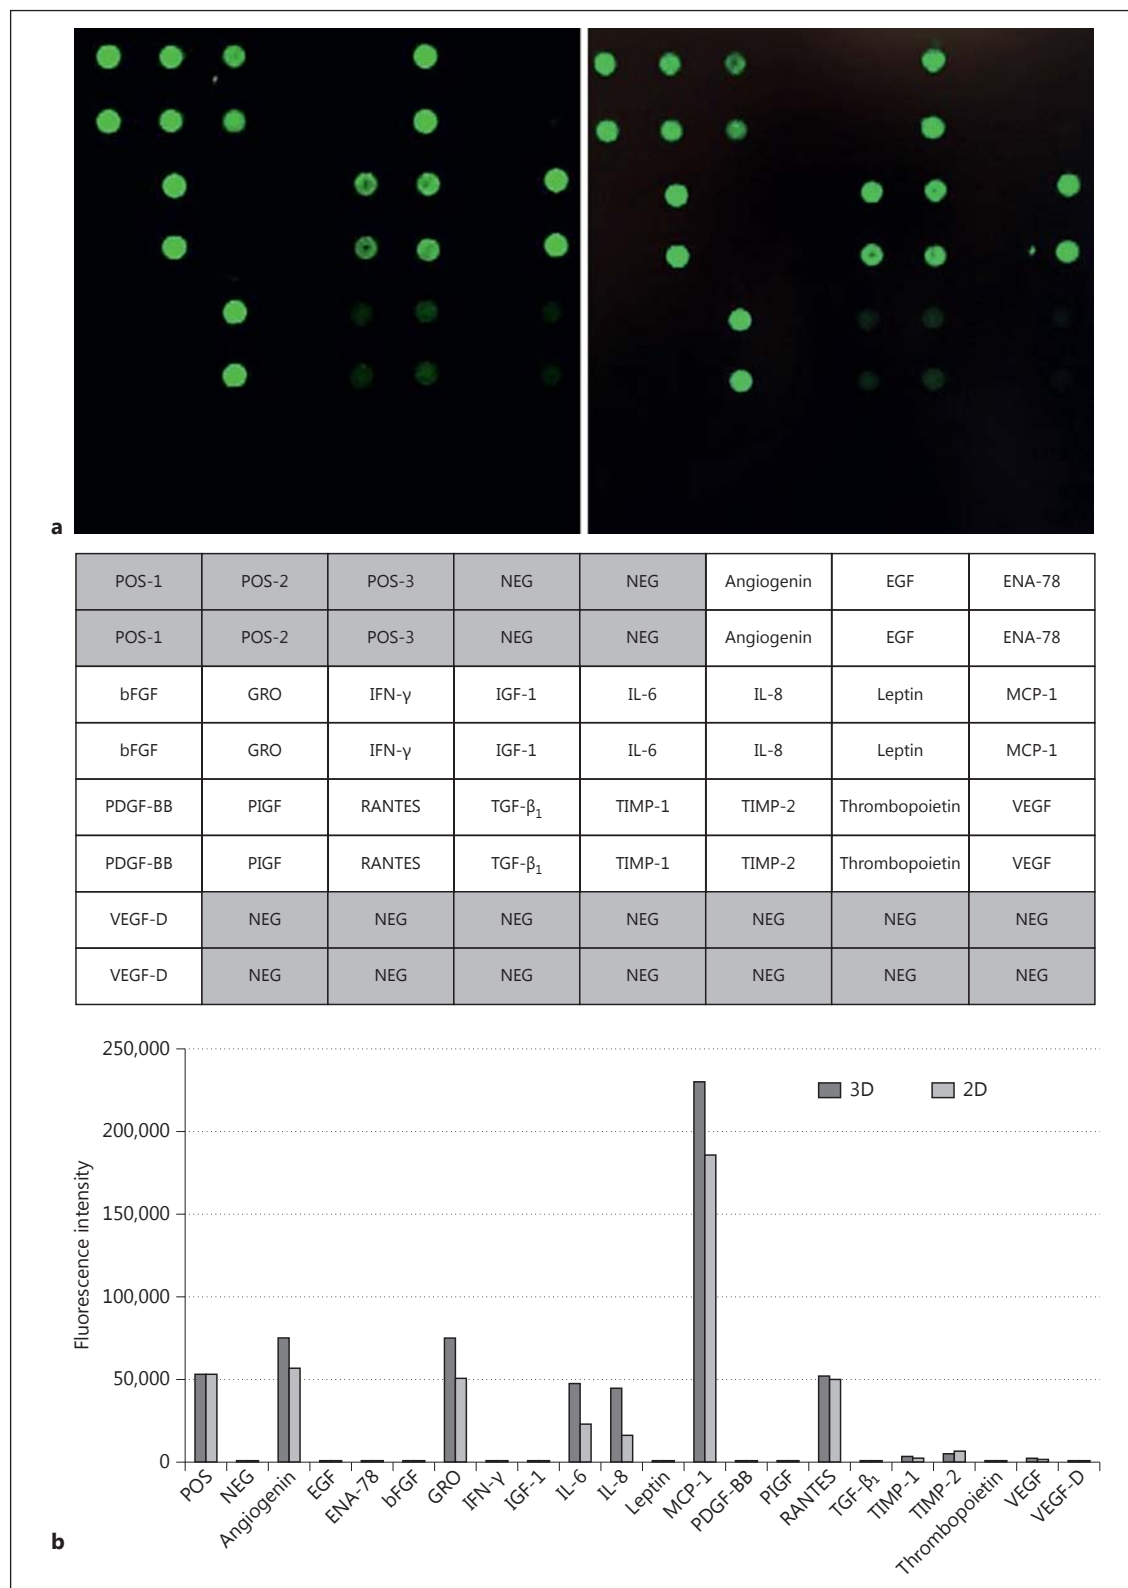 a
POS-1 POS-2 POS-3 NEG NEG Angiogenin EGF ENA-78
POS-1 POS-2 POS-3 NEG NEG Angiogenin EGF ENA-78
bFGF GRO IFN-γ IGF-1 IL-6 IL-8 Leptin MCP-1
bFGF GRO IFN-γ IGF-1 IL-6 IL-8 Leptin MCP-1
PDGF-BB PIGF RANTES TGF-β₁ TIMP-1 TIMP-2 Thrombopoietin VEGF
PDGF-BB PIGF RANTES TGF-β₁ TIMP-1 TIMP-2 Thrombopoietin VEGF
VEGF-D NEG NEG NEG NEG NEG NEG NEG
VEGF-D NEG NEG NEG NEG NEG NEG NEG
250,000
200,000
150,000
100,000
50,000
0
Fluorescence intensity
3D 2D
POS NEG Angiogenin EGF ENA-78 bFGF GRO IFN-γ IGF-1 IL-6 IL-8 Leptin MCP-1 PDGF-BB PIGF RANTES TGF-β₁ TIMP-1 TIMP-2 Thrombopoietin VEGF VEGF-D
b